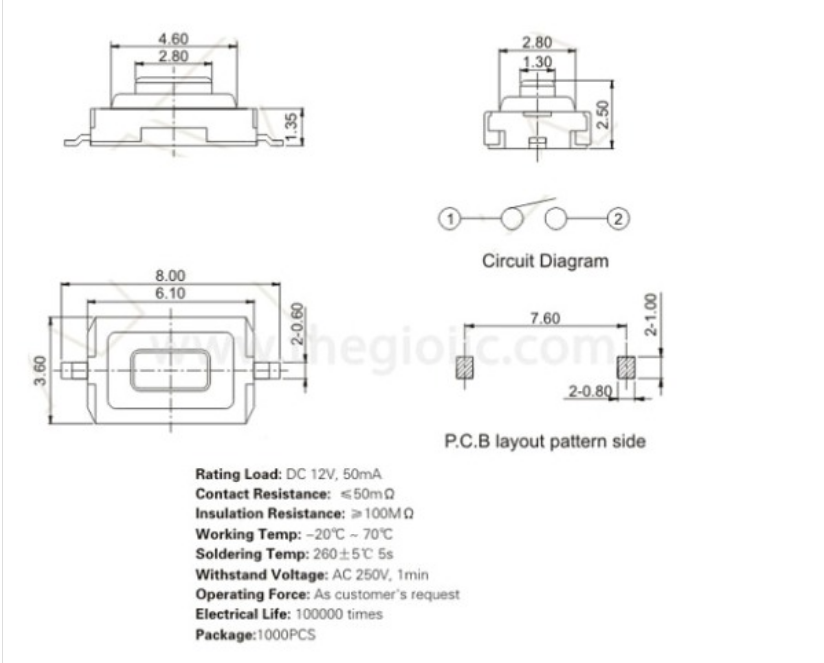 4.60
2.80
1.35
2.80
1.30
2.50
1 2
Circuit Diagram
8.00
6.10
3.60
2-0.60
7.60
2-1.00
2-0.80
P.C.B layout pattern side
www.thegioiic.com
Rating Load: DC 12V, 50mA
Contact Resistance: ≤50mΩ
Insulation Resistance: ≥100MΩ
Working Temp: -20℃ ~ 70℃
Soldering Temp: 260±5℃ 5s
Withstand Voltage: AC 250V, 1min
Operating Force: As customer's request
Electrical Life: 100000 times
Package:1000PCS